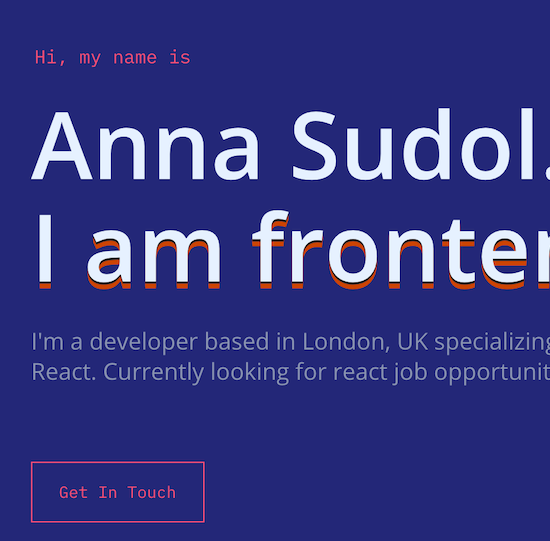 Hi, my name is
Anna Sudol.
I am fronte
I'm a developer based in London, UK specializing
React. Currently looking for react job opportunit
Get In Touch